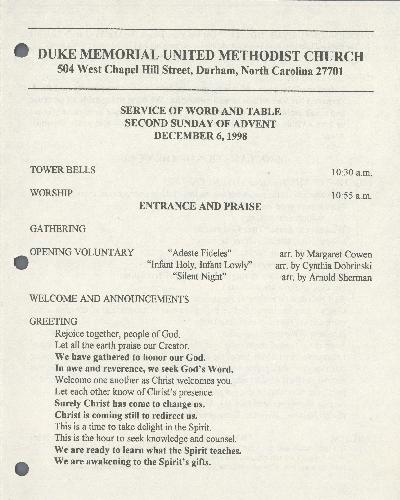 DUKE MEMORIAL UNITED METHODIST CHURCH
504 West Chapel Hill Street, Durham, North Carolina 27701
SERVICE OF WORD AND TABLE
SECOND SUNDAY OF ADVENT
DECEMBER 6, 1998
TOWER BELLS 10:30 a.m.
WORSHIP 10:55 a.m.
ENTRANCE AND PRAISE
GATHERING
OPENING VOLUNTARY "Adeste Fideles" arr. by Margaret Cowen
"Infant Holy, Infant Lowly" arr. by Cynthia Dobrinski
"Silent Night" arr. by Arnold Sherman
WELCOME AND ANNOUNCEMENTS
GREETING
Rejoice together, people of God.
Let all the earth praise our Creator.
We have gathered to honor our God.
In awe and reverence, we seek God's Word.
Welcome one another as Christ welcomes you.
Let each other know of Christ's presence.
Surely Christ has come to change us.
Christ is coming still to redirect us.
This is a time to take delight in the Spirit.
This is the hour to seek knowledge and counsel.
We are ready to learn what the Spirit teaches.
We are awakening to the Spirit's gifts.